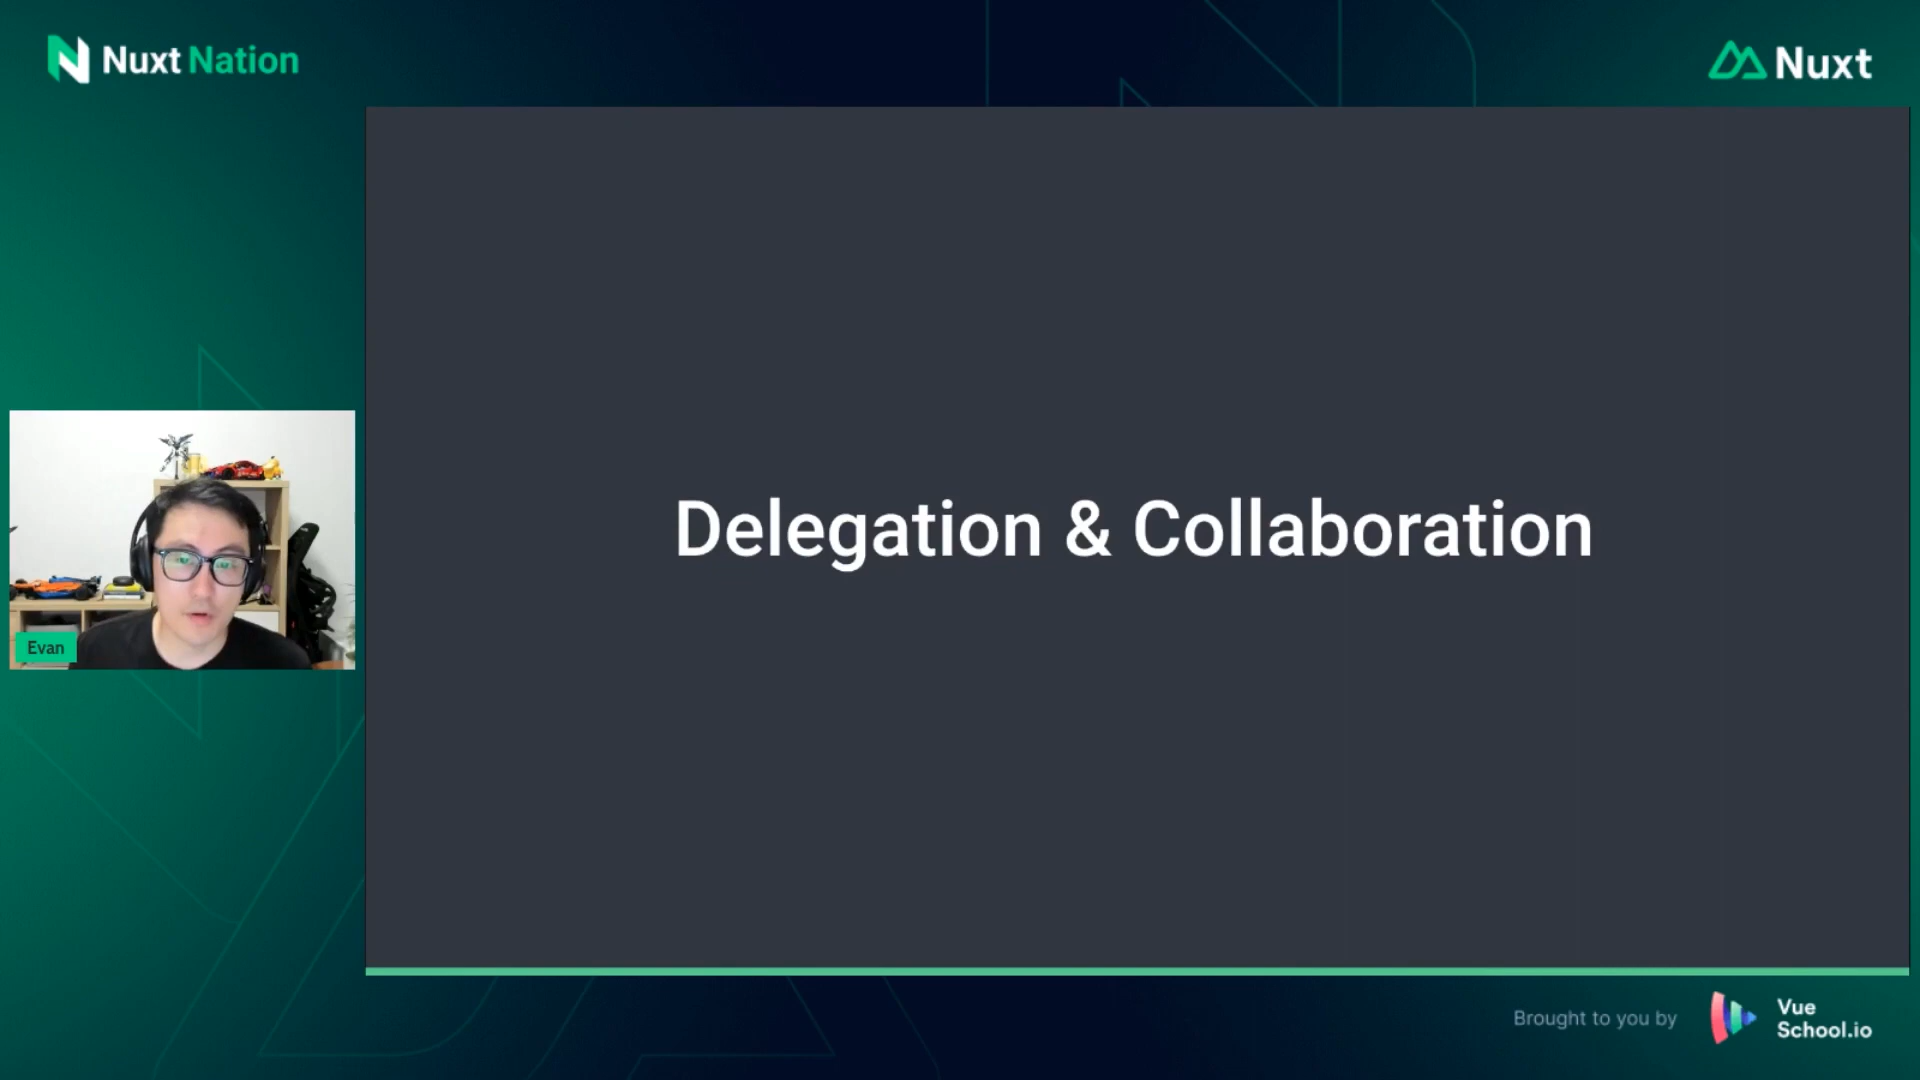 Nuxt Nation
Nuxt
Delegation & Collaboration
Evan
Brought to you by
Vue
School.io